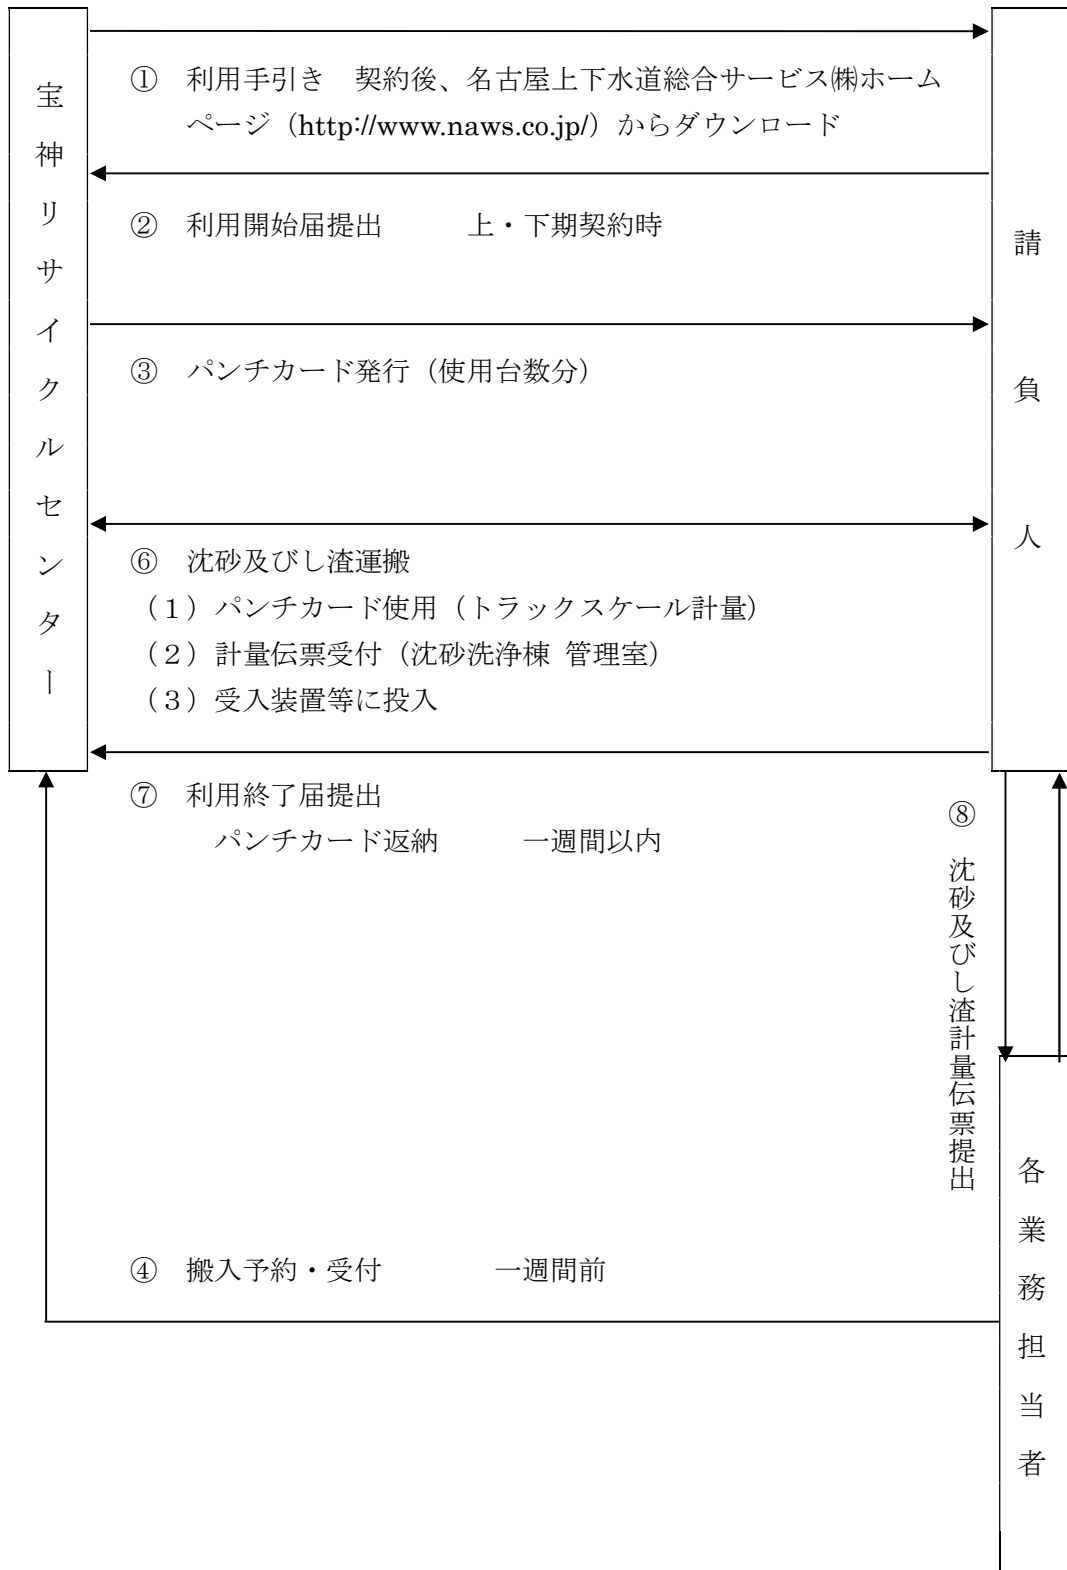 宝神リサイクルセンター
① 利用手引き 契約後、名古屋上下水道総合サービス㈱ホーム
ページ（http://www.naws.co.jp/）からダウンロード
② 利用開始届提出 上・下期契約時
③ パンチカード発行（使用台数分）
⑥ 沈砂及びし渣運搬
（１）パンチカード使用（トラックスケール計量）
（２）計量伝票受付（沈砂洗浄棟 管理室）
（３）受入装置等に投入
⑦ 利用終了届提出
パンチカード返納 一週間以内
請負人
⑧ 沈砂及びし渣計量伝票提出
④ 搬入予約・受付 一週間前
各業務担当者